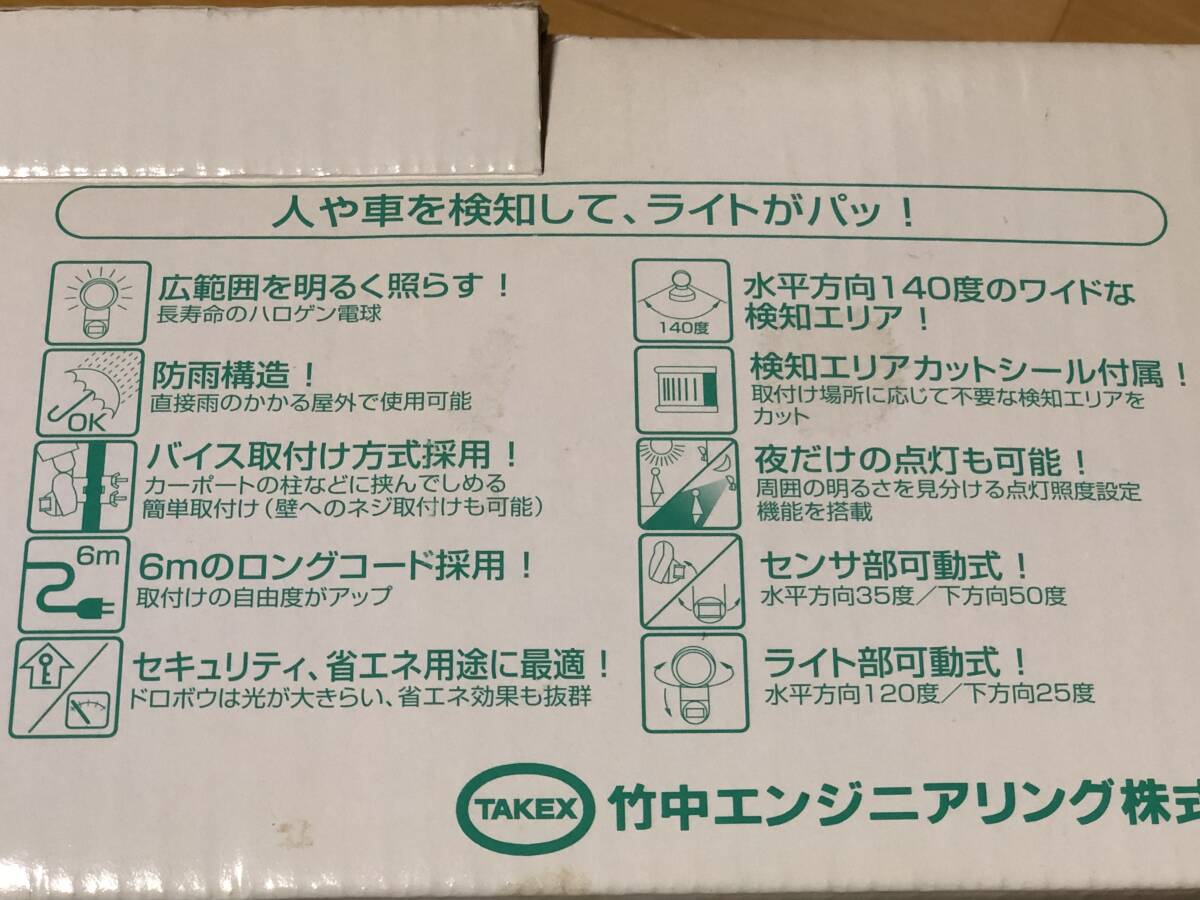 人や車を検知して、ライトがパッ！
広範囲を明るく照らす！
長寿命のハロゲン電球
防雨構造！
直接雨のかかる屋外で使用可能
OK
バイス取付け方式採用！
カーポートの柱などに挟んでしめる
簡単取付け(壁へのネジ取付けも可能)
6m
6mのロングコード採用！
取付けの自由度がアップ
セキュリティ、省エネ用途に最適！
ドロボウは光が大きらい、省エネ効果も抜群
140度
水平方向140度のワイドな
検知エリア！
検知エリアカットシール付属！
取付け場所に応じて不要な検知エリアを
カット
夜だけの点灯も可能！
周囲の明るさを見分ける点灯照度設定
機能を搭載
センサ部可動式！
水平方向35度／下方向50度
ライト部可動式！
水平方向120度／下方向25度
TAKEX 竹中エンジニアリング株式